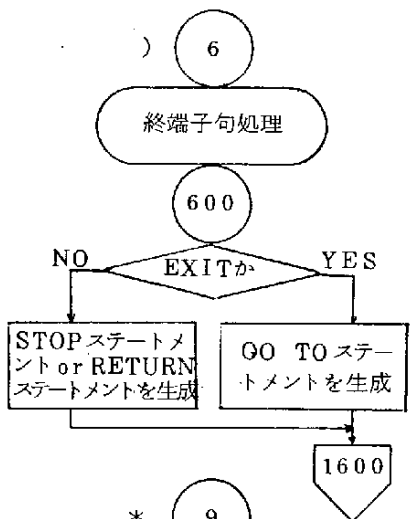 )
6
終端子句処理
600
NO
EXITか
YES
STOPステートメ
ントor RETURN
ステートメントを生成
GO TO ステー
トメントを生成
1600
*
9